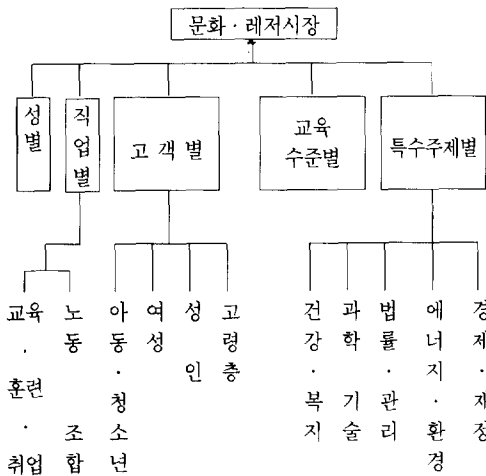 문화·레저시장
성별
직업별
고객별
교육
수준별
특수주제별
교육·훈련·취업
노동조합
아동·청소년
여성
성인
고령층
건강·복지
과학 기술
법률·관리
에너지·환경
경제·재정